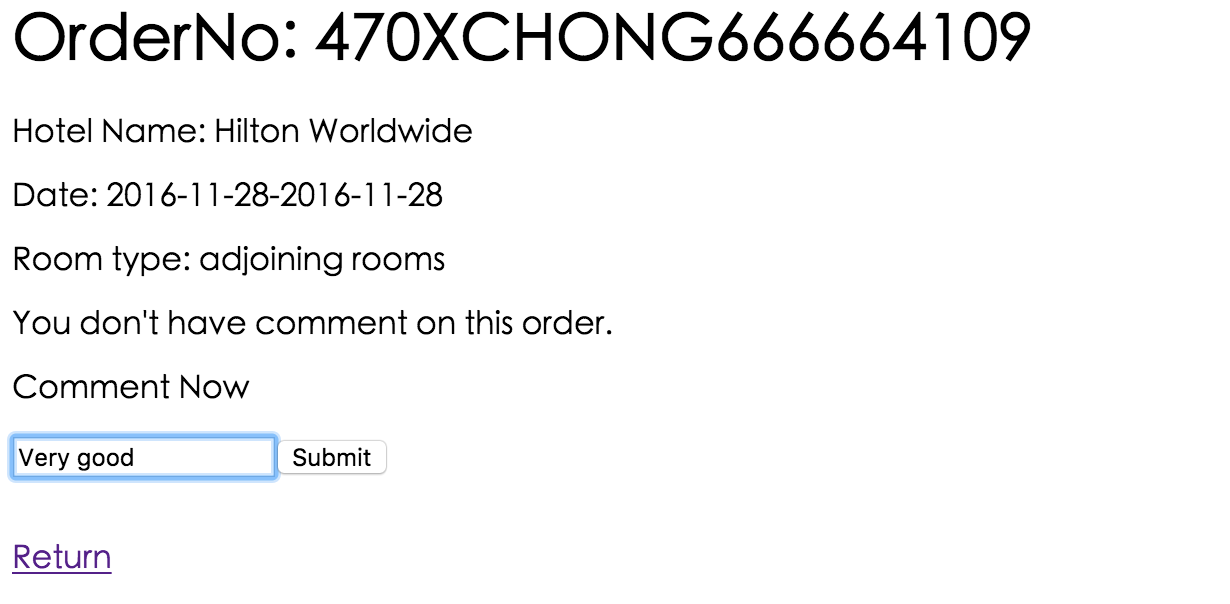 OrderNo: 470XCHONG666664109
Hotel Name: Hilton Worldwide
Date: 2016-11-28-2016-11-28
Room type: adjoining rooms
You don't have comment on this order.
Comment Now
Very good Submit
Return